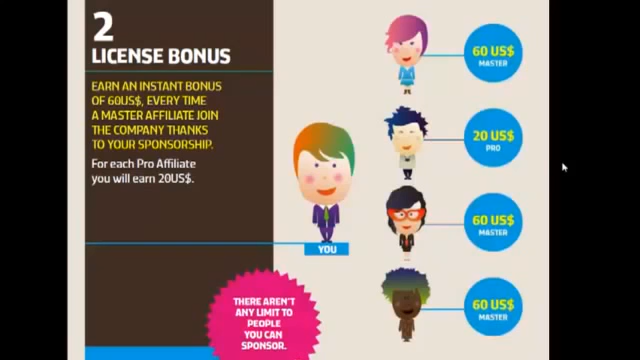 2
LICENSE BONUS
EARN AN INSTANT BONUS
OF 60US$, EVERY TIME
A MASTER AFFILIATE JOIN
THE COMPANY THANKS
TO YOUR SPONSORSHIP.
For each Pro Affiliate
you will earn 20US$.
60 US$
MASTER
20 US$
PRO
60 US$
MASTER
60 US$
MASTER
YOU
THERE AREN'T
ANY LIMIT TO
PEOPLE
YOU CAN
SPONSOR.